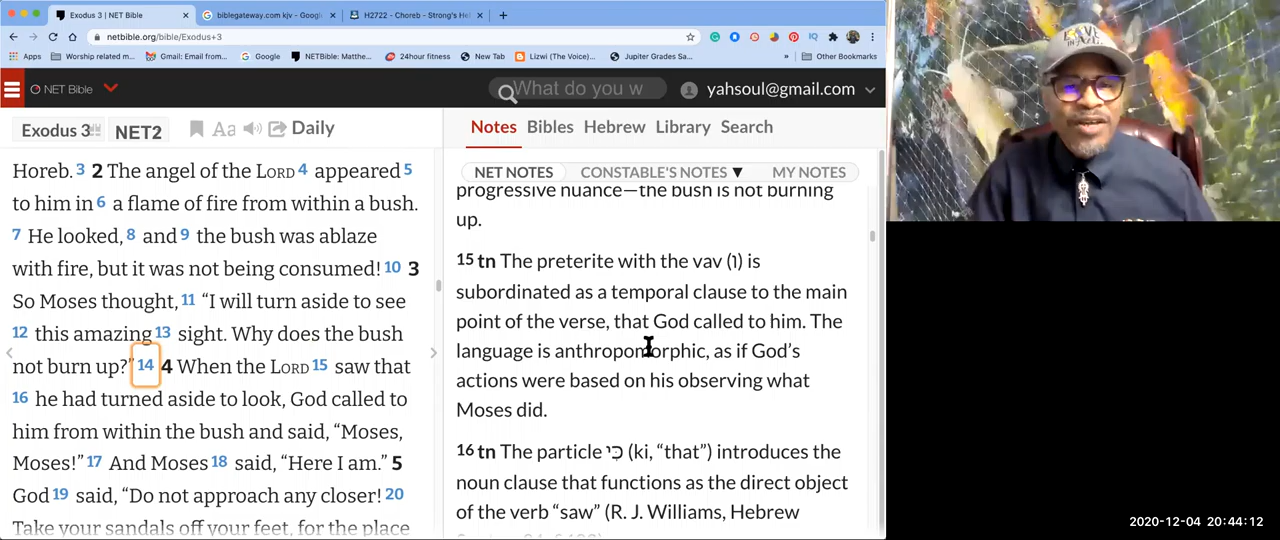 Exodus 3 | NET Bible
biblegateway.com kjv - Googl
H2722 - Choreb - Strong's He
netbible.org/bible/Exodus+3
Apps
Worship related m...
Gmail: Email from...
Google
NETBible: Matthe...
24hour fitness
New Tab
Lizwi (The Voice)...
Jupiter Grades Sa...
»
Other Bookmarks
NET Bible
What do you w
yahsoul@gmail.com
Exodus 3
NET2
Aa
Daily
Notes
Bibles
Hebrew
Library
Search
Horeb. 3 2 The angel of the LORD 4 appeared 5
to him in 6 a flame of fire from within a bush.
7 He looked, 8 and 9 the bush was ablaze
with fire, but it was not being consumed! 10 3
So Moses thought, 11 “I will turn aside to see
12 this amazing 13 sight. Why does the bush
not burn up?” 14 4 When the LORD 15 saw that
16 he had turned aside to look, God called to
him from within the bush and said, “Moses,
Moses!” 17 And Moses 18 said, “Here I am.” 5
God 19 said, “Do not approach any closer! 20
Take your sandals off your feet, for the place
NET NOTES
CONSTABLE'S NOTES ▼
MY NOTES
progressive nuance—the bush is not burning
up.
15 tn The preterite with the vav (ו) is
subordinated as a temporal clause to the main
point of the verse, that God called to him. The
language is anthropomorphic, as if God’s
actions were based on his observing what
Moses did.
16 tn The particle כִּי (ki, “that”) introduces the
noun clause that functions as the direct object
of the verb “saw” (R. J. Williams, Hebrew
2020-12-04 20:44:12